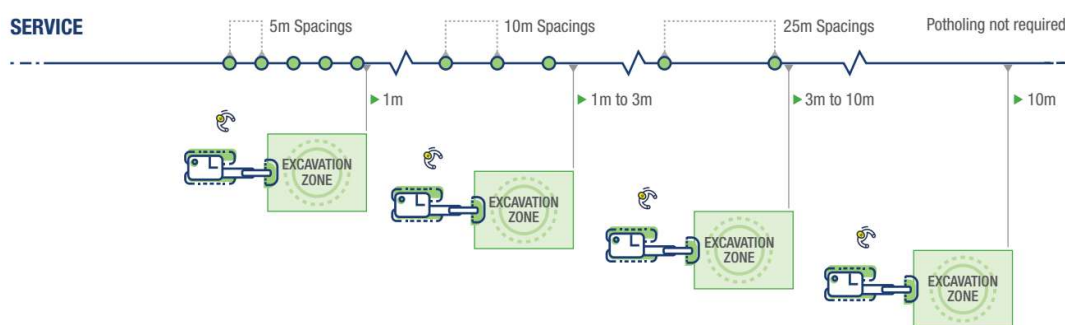 SERVICE
5m Spacings
10m Spacings
25m Spacings
Potholing not required
1m
1m to 3m
3m to 10m
10m
EXCAVATION
ZONE
EXCAVATION
ZONE
EXCAVATION
ZONE
EXCAVATION
ZONE